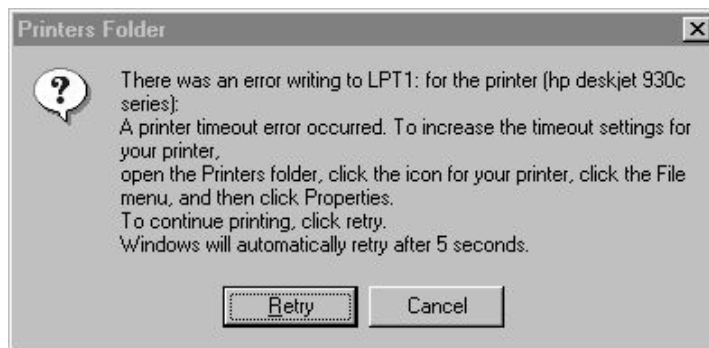 Printers Folder
There was an error writing to LPT1: for the printer (hp deskjet 930c
series):
A printer timeout error occurred. To increase the timeout settings for
your printer,
open the Printers folder, click the icon for your printer, click the File
menu, and then click Properties.
To continue printing, click retry.
Windows will automatically retry after 5 seconds.
Retry
Cancel